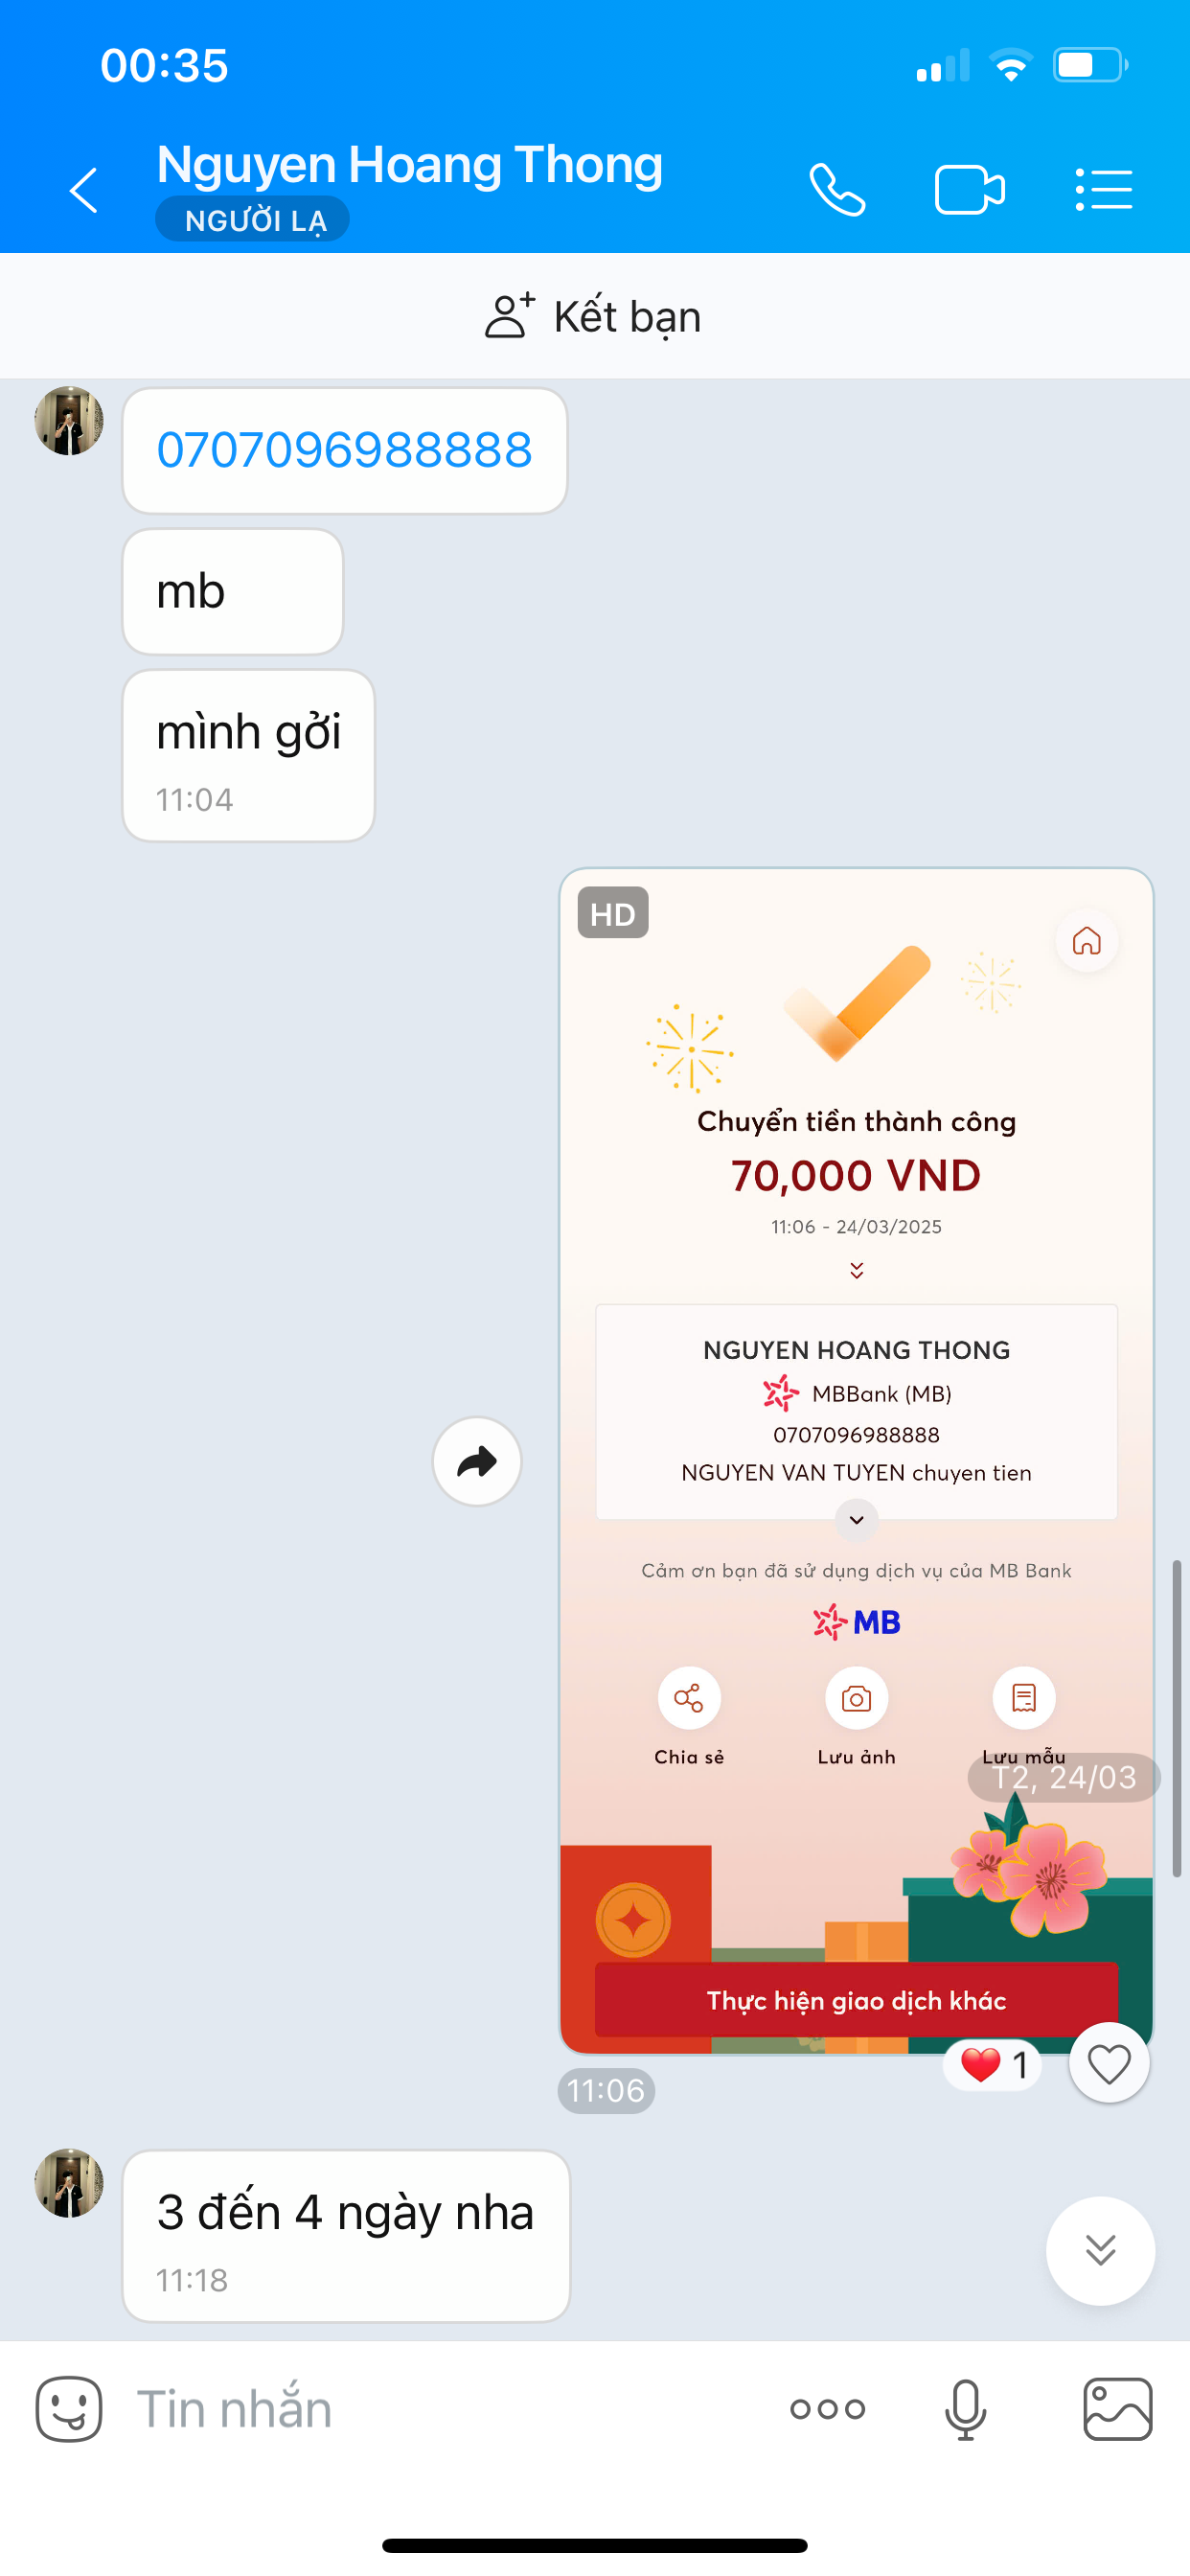 00:35
Nguyen Hoang Thong
NGƯỜI LẠ
Kết bạn
0707096988888
mb
mình gởi
11:04
HD
Chuyển tiền thành công
70,000 VND
11:06 - 24/03/2025
NGUYEN HOANG THONG
MBBank (MB)
0707096988888
NGUYEN VAN TUYEN chuyen tien
Cảm ơn bạn đã sử dụng dịch vụ của MB Bank
MB
Chia sẻ Lưu ảnh Lưu mẫu
T2, 24/03
Thực hiện giao dịch khác
1
11:06
3 đến 4 ngày nha
11:18
Tin nhắn